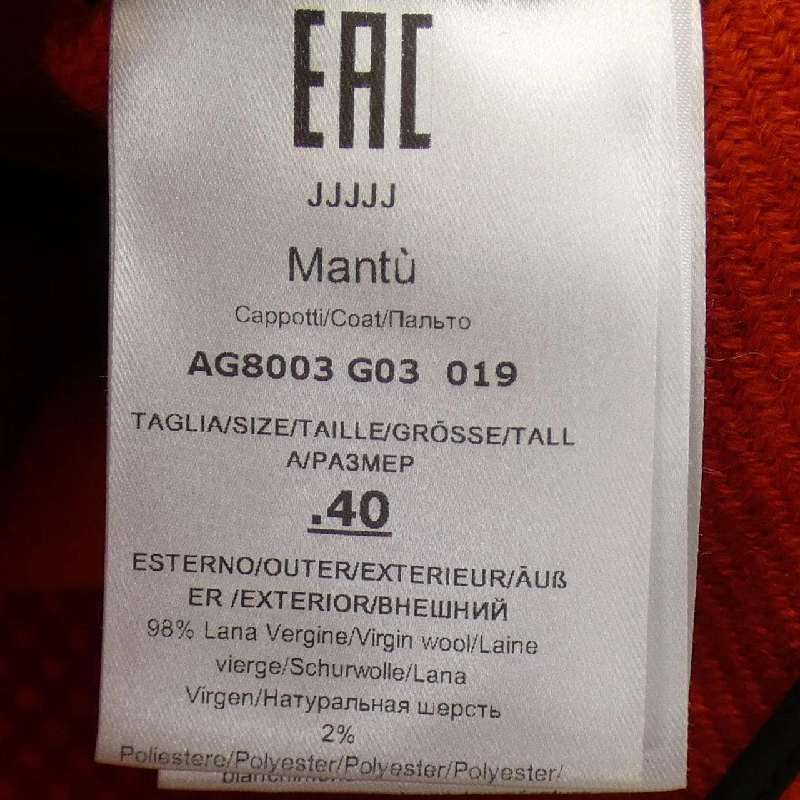 EAC
JJJJJ
Mantù
Cappotti/Coat/Пальто
AG8003 G03 019
TAGLIA/SIZE/TAILLE/GRÖSSE/TALL
A/РАЗМЕР
.40
ESTERNO/OUTER/EXTERIEUR/ÄUß
ER /EXTERIOR/ВНЕШНИЙ
98% Lana Vergine/Virgin wool/Laine
vierge/Schurwolle/Lana
Virgen/Натуральная шерсть
2%
Poliestere/Polyester/Polyester/Polyester/